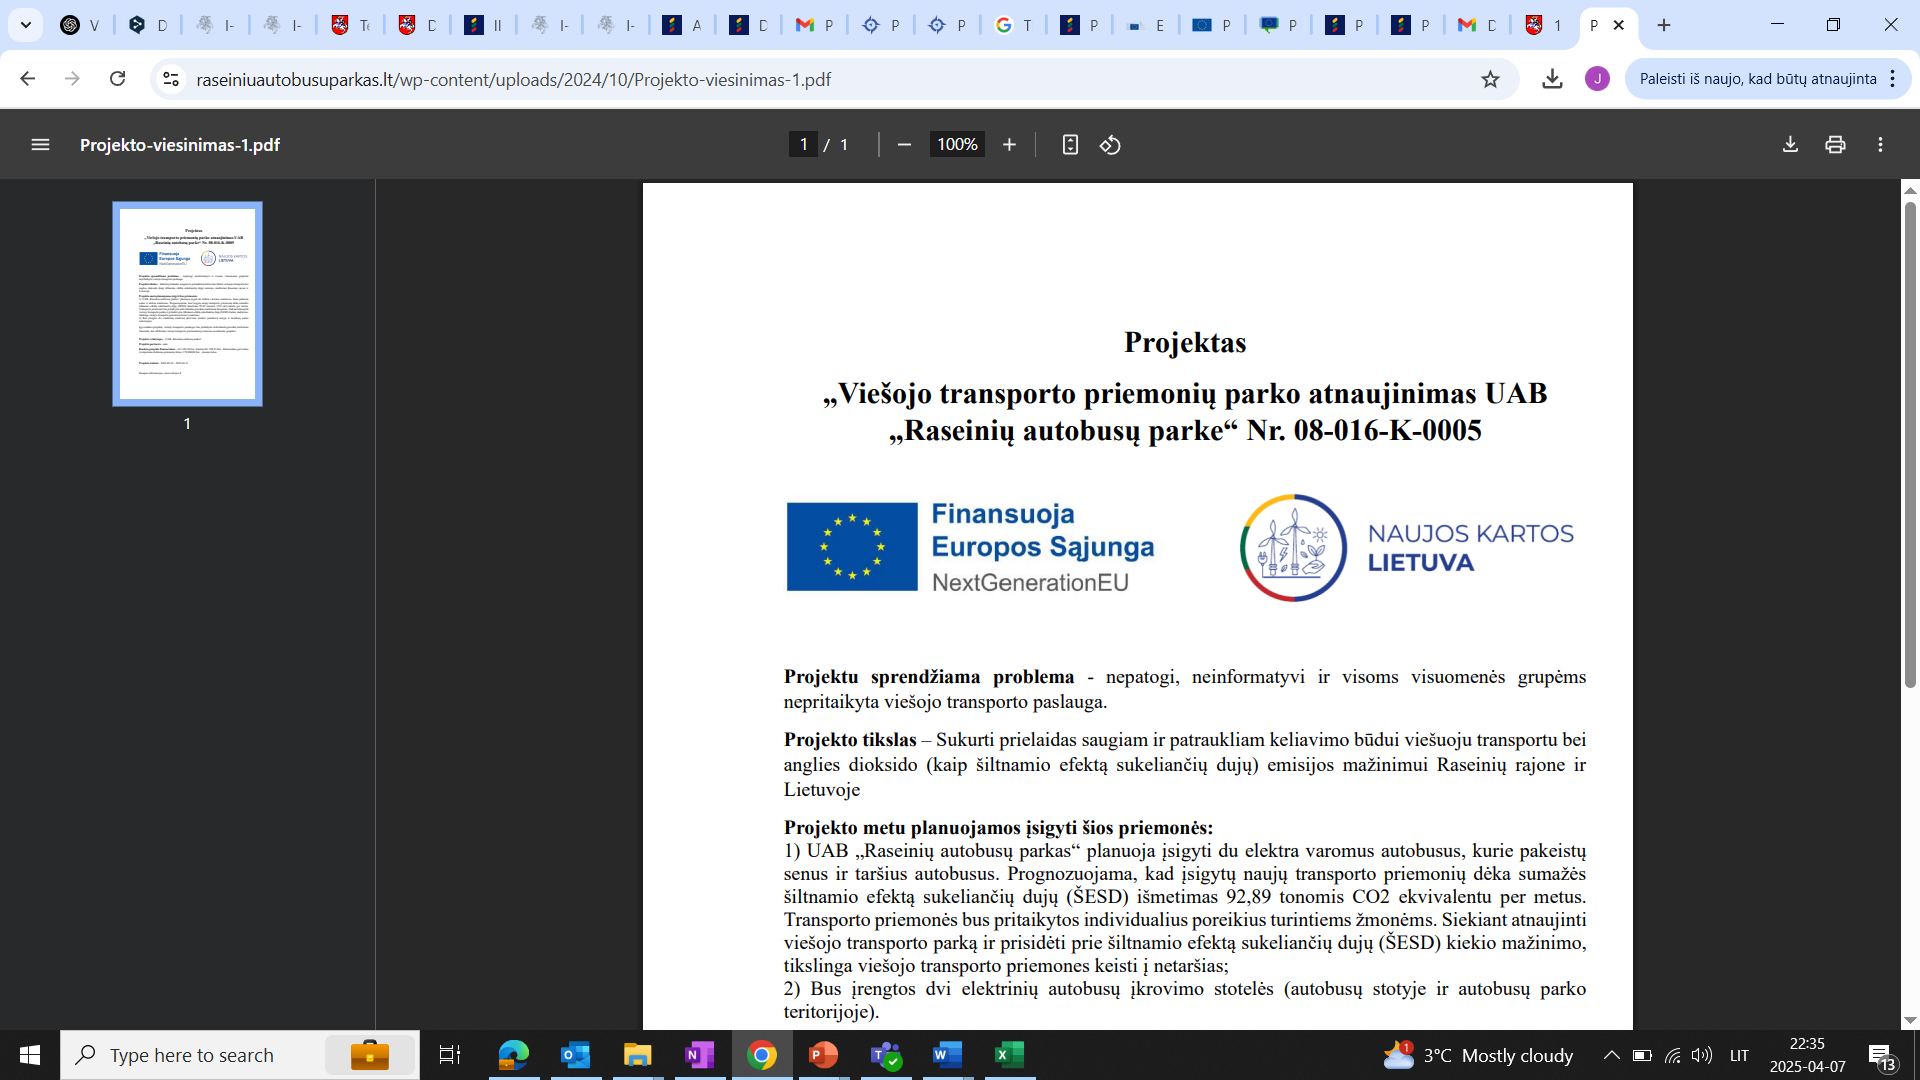 V
D
I-
I-
Te
D
II
I-
I-
A
D
P
P
P
T
P
E
P
P
P
P
D
1
P
raseiniuautobusuparkas.lt/wp-content/uploads/2024/10/Projekto-viesinimas-1.pdf
J
Paleisti iš naujo, kad būtų atnaujinta
Projekto-viesinimas-1.pdf
1 / 1
100%
1
Projektas
„Viešojo transporto priemonių parko atnaujinimas UAB
„Raseinių autobusų parke“ Nr. 08-016-K-0005
Finansuoja
Europos Sąjunga
NextGenerationEU
NAUJOS KARTOS
LIETUVA
Projektu sprendžiama problema - nepatogi, neinformatyvi ir visoms visuomenės grupėms
nepritaikyta viešojo transporto paslauga.
Projekto tikslas – Sukurti prielaidas saugiam ir patraukliam keliavimo būdui viešuoju transportu bei
anglies dioksido (kaip šiltnamio efektą sukeliančių dujų) emisijos mažinimui Raseinių rajone ir
Lietuvoje
Projekto metu planuojamos įsigyti šios priemonės:
1) UAB „Raseinių autobusų parkas“ planuoja įsigyti du elektra varomus autobusus, kurie pakeistų
senus ir taršius autobusus. Prognozuojama, kad įsigytų naujų transporto priemonių dėka sumažės
šiltnamio efektą sukeliančių dujų (ŠESD) išmetimas 92,89 tonomis CO2 ekvivalentu per metus.
Transporto priemonės bus pritaikytos individualius poreikius turintiems žmonėms. Siekiant atnaujinti
viešojo transporto parką ir prisidėti prie šiltnamio efektą sukeliančių dujų (ŠESD) kiekio mažinimo,
tikslinga viešojo transporto priemones keisti į netaršias;
2) Bus įrengtos dvi elektrinių autobusų įkrovimo stotelės (autobusų stotyje ir autobusų parko
teritorijoje).
Type here to search
1
3°C Mostly cloudy
LIT
22:35
2025-04-07
13